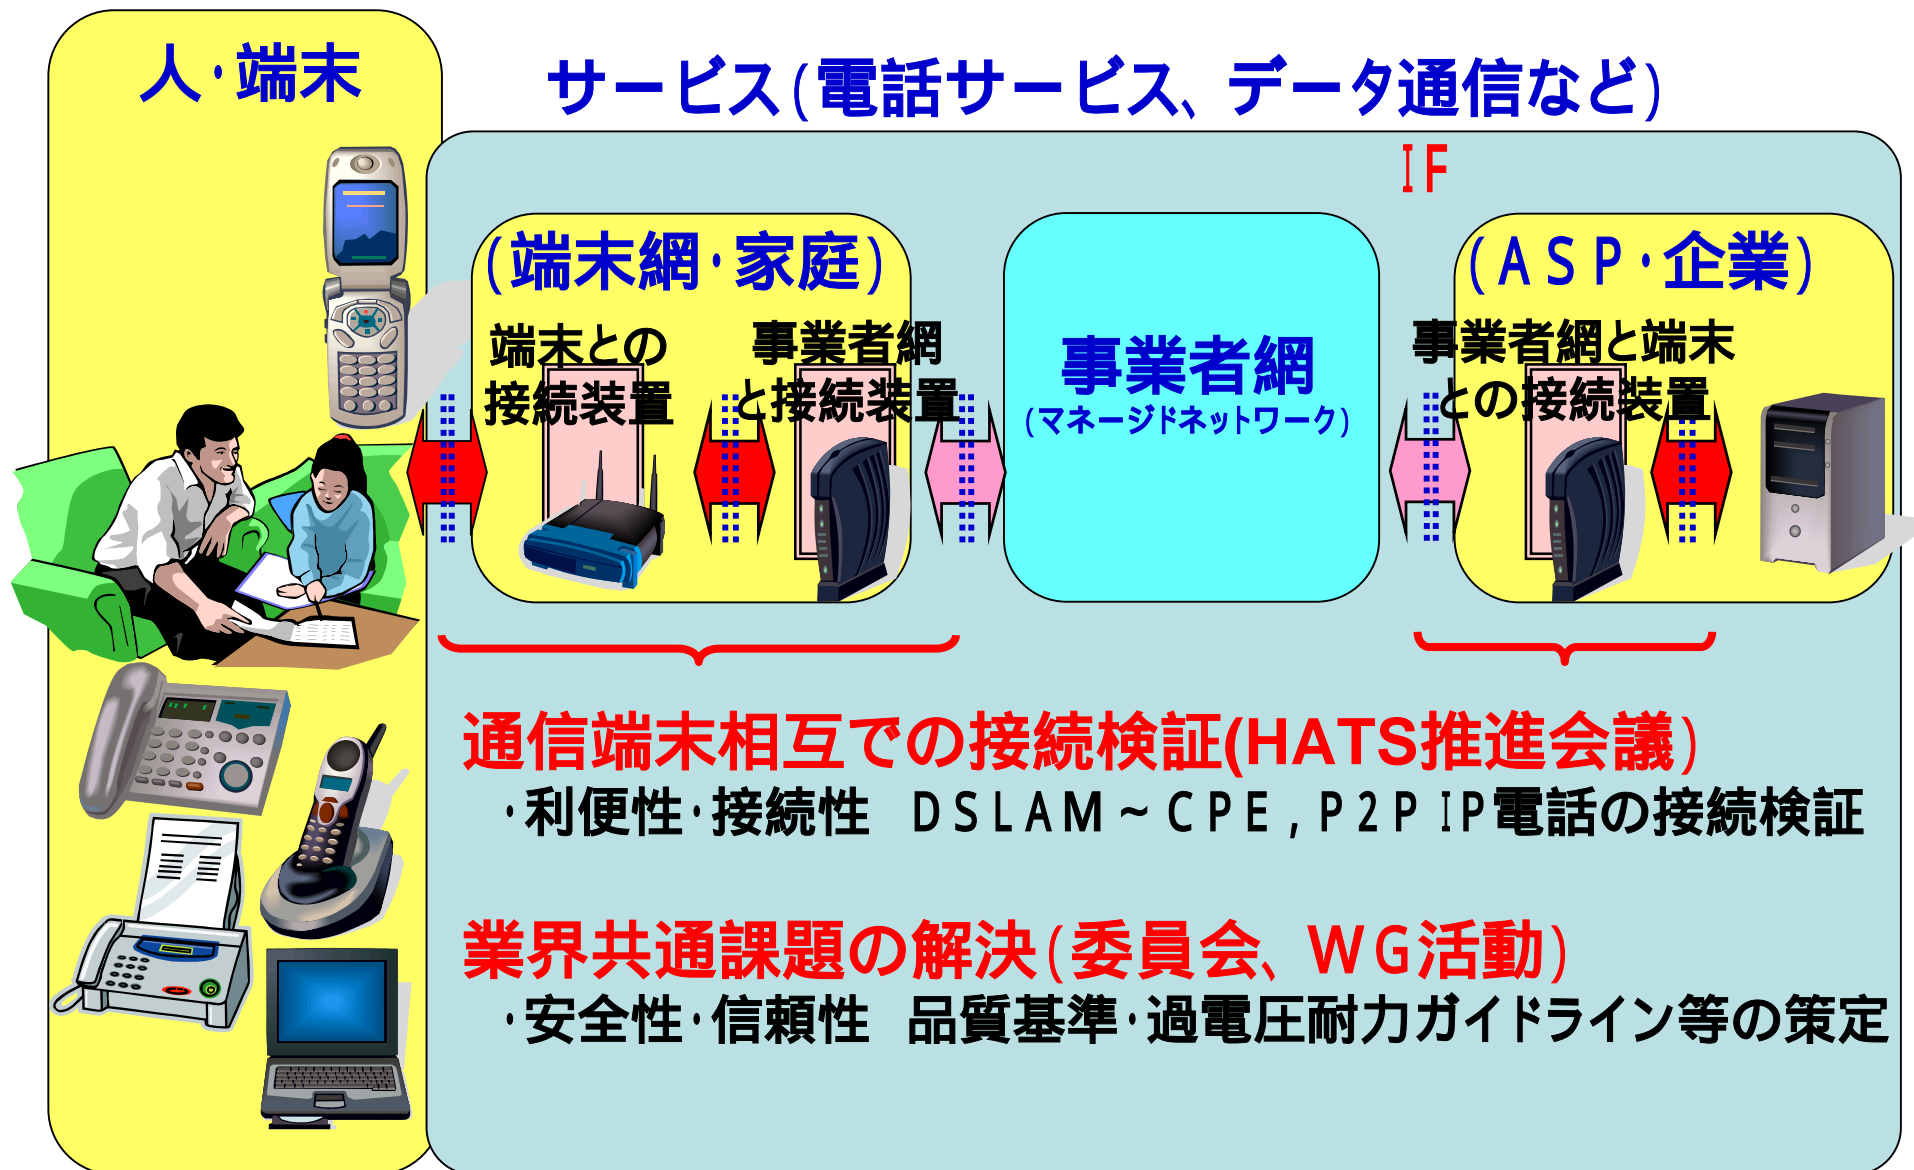 人・端末
サービス(電話サービス、データ通信など)
IF
(端末網・家庭)
端末との
接続装置
事業者網
と接続装置
事業者網
(マネージドネットワーク)
(ASP・企業)
事業者網と端末
との接続装置
通信端末相互での接続検証(HATS推進会議)
・利便性・接続性 DSLAM~CPE,P2P IP電話の接続検証
業界共通課題の解決(委員会、WG活動)
・安全性・信頼性 品質基準・過電圧耐力ガイドライン等の策定